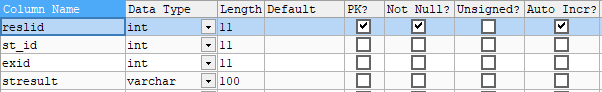 Column Name Data Type Length Default PK? Not Null? Unsigned? Auto Incr?
reslid int 11
st_id int 11
exid int 11
stresult varchar 100